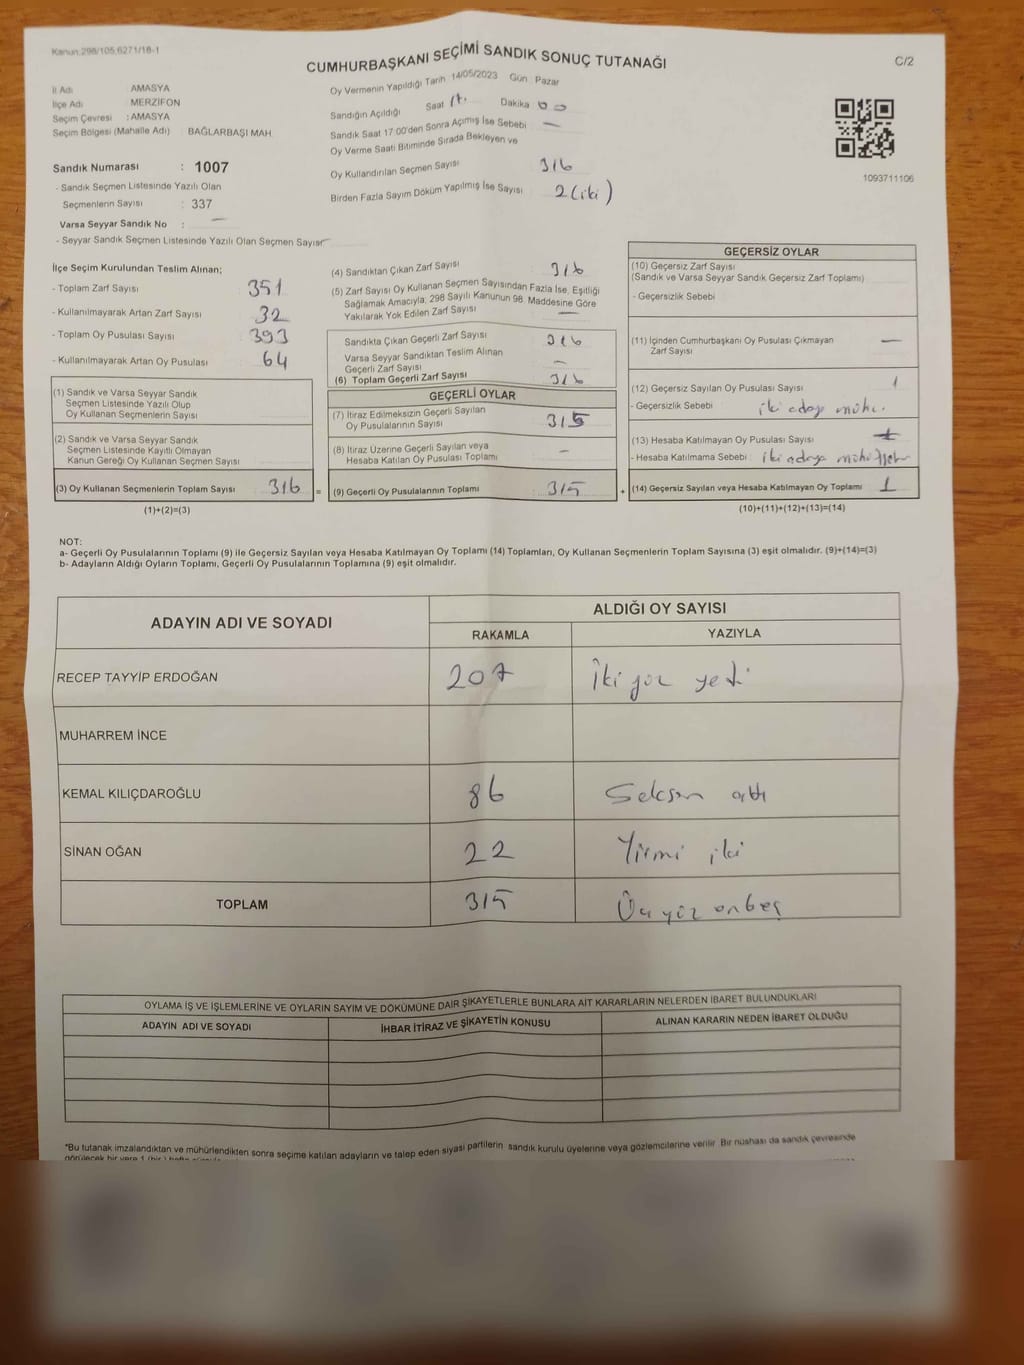 Kanun.298/105,6271/18-1
CUMHURBAŞKANI SEÇİMİ SANDIK SONUÇ TUTANAĞI
C/2
İl Adı AMASYA
İlçe Adı MERZİFON
Seçim Çevresi : AMASYA
Seçim Bölgesi (Mahalle Adı) BAĞLARBAŞI MAH.
Sandık Numarası : 1007
- Sandık Seçmen Listesinde Yazılı Olan
Seçmenlerin Sayısı : 337
Varsa Seyyar Sandık No : —
- Seyyar Sandık Seçmen Listesinde Yazılı Olan Seçmen Sayısı
Oy Vermenin Yapıldığı Tarih 14/05/2023 Gün Pazar
Sandığın Açıldığı Saat 17. Dakika 00
Sandık Saat 17 00'den Sonra Açımış İse Sebebi —
Oy Verme Saati Bitiminde Sırada Bekleyen ve
Oy Kullandırılan Seçmen Sayısı 316
Birden Fazla Sayım Döküm Yapılmış İse Sayısı 2 (iki)
1093711106
İlçe Seçim Kurulundan Teslim Alınan;
- Toplam Zarf Sayısı 351
- Kullanılmayarak Artan Zarf Sayısı 32
- Toplam Oy Pusulası Sayısı 393
- Kullanılmayarak Artan Oy Pusulası 64
(1) Sandık ve Varsa Seyyar Sandık
Seçmen Listesinde Yazılı Olup
Oy Kullanan Seçmenlerin Sayısı
(2) Sandık ve Varsa Seyyar Sandık
Seçmen Listesinde Kayıtlı Olmayan
Kanun Gereği Oy Kullanan Seçmen Sayısı
(3) Oy Kullanan Seçmenlerin Toplam Sayısı 316 =
(1)+(2)=(3)
(4) Sandıktan Çıkan Zarf Sayısı 316
(5) Zarf Sayısı Oy Kullanan Seçmen Sayısından Fazla İse, Eşitliği
Sağlamak Amacıyla, 298 Sayılı Kanunun 98. Maddesine Göre
Yakılarak Yok Edilen Zarf Sayısı —
Sandıkta Çıkan Geçerli Zarf Sayısı 316
Varsa Seyyar Sandıktan Teslim Alınan
Geçerli Zarf Sayısı —
(6) Toplam Geçerli Zarf Sayısı 316
GEÇERLİ OYLAR
(7) İtiraz Edilmeksizin Geçerli Sayılan
Oy Pusulalarının Sayısı 315
(8) İtiraz Üzerine Geçerli Sayılan veya
Hesaba Katılan Oy Pusulası Toplamı —
(9) Geçerli Oy Pusulalarının Toplamı : 315 +
GEÇERSİZ OYLAR
(10) Geçersiz Zarf Sayısı
(Sandık ve Varsa Seyyar Sandık Geçersiz Zarf Toplamı)
- Geçersizlik Sebebi
(11) İçinden Cumhurbaşkanı Oy Pusulası Çıkmayan
Zarf Sayısı —
(12) Geçersiz Sayılan Oy Pusulası Sayısı 1
- Geçersizlik Sebebi iki adaya mühü.
(13) Hesaba Katılmayan Oy Pusulası Sayısı
- Hesaba Katılmama Sebebi : iki adaya
(14) Geçersiz Sayılan veya Hesaba Katılmayan Oy Toplamı 1
(10)+(11)+(12)+(13)=(14)
NOT:
a- Geçerli Oy Pusulalarının Toplamı (9) ile Geçersiz Sayılan veya Hesaba Katılmayan Oy Toplamı (14) Toplamları, Oy Kullanan Seçmenlerin Toplam Sayısına (3) eşit olmalıdır. (9)+(14)=(3)
b- Adayların Aldığı Oyların Toplamı, Geçerli Oy Pusulalarının Toplamına (9) eşit olmalıdır.
ADAYIN ADI VE SOYADI
ALDIĞI OY SAYISI
RAKAMLA YAZIYLA
RECEP TAYYİP ERDOĞAN 207 İki yüz yedi
MUHARREM İNCE
KEMAL KILIÇDAROĞLU 86 Seksen altı
SİNAN OĞAN 22 Yirmi iki
TOPLAM 315 Üç yüz onbeş
OYLAMA İŞ VE İŞLEMLERİNE VE OYLARIN SAYIM VE DÖKÜMÜNE DAİR ŞİKAYETLERLE BUNLARA AİT KARARLARIN NELERDEN İBARET BULUNDUKLARI
ADAYIN ADI VE SOYADI İHBAR İTİRAZ VE ŞİKAYETİN KONUSU ALINAN KARARIN NEDEN İBARET OLDUĞU
*Bu tutanak imzalandıktan ve mühürlendikten sonra seçime katılan adayların ve talep eden siyasi partilerin sandık kurulu üyelerine veya gözlemcilerine verilir. Bir nüshası da sandık çevresinde